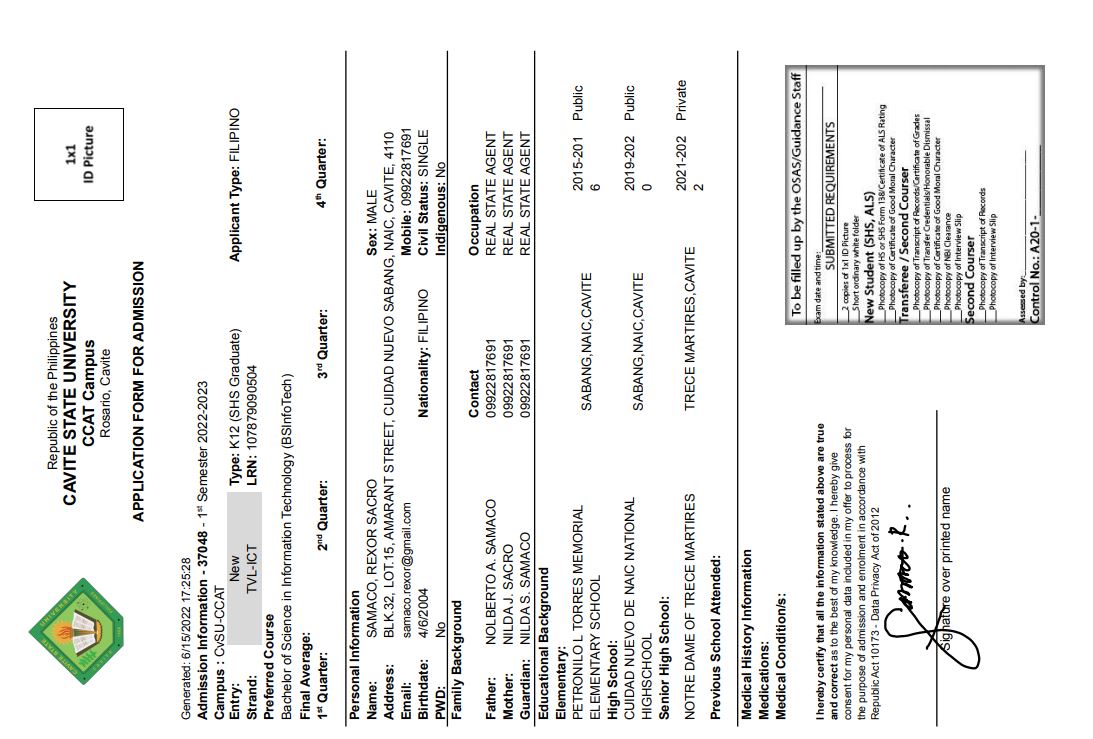 Republic of the Philippines
CAVITE STATE UNIVERSITY
CCAT Campus
Rosario, Cavite
1x1
ID Picture
APPLICATION FORM FOR ADMISSION
Generated: 6/15/2022 17:25:28
Admission Information - 37048 - 1st Semester 2022-2023
Campus : CvSU-CCAT
Entry: New Type: K12 (SHS Graduate) Applicant Type: FILIPINO
Strand: TVL-ICT LRN: 107879090504
Preferred Course
Bachelor of Science in Information Technology (BSInfoTech)
Final Average:
1st Quarter: 2nd Quarter: 3rd Quarter: 4th Quarter:
Personal Information
Name: SAMACO, REXOR SACRO Sex: MALE
Address: BLK.32, LOT.15, AMARANT STREET, CUIDAD NUEVO SABANG, NAIC, CAVITE, 4110
Email: samaco.rexor@gmail.com Mobile: 09922817691
Birthdate: 4/6/2004 Nationality: FILIPINO Civil Status: SINGLE
PWD: No Indigenous: No
Family Background
Contact Occupation
Father: NOLBERTO A. SAMACO 09922817691 REAL STATE AGENT
Mother: NILDA J. SACRO 09922817691 REAL STATE AGENT
Guardian: NILDA S. SAMACO 09922817691 REAL STATE AGENT
Educational Background
Elementary:
PETRONILO L TORRES MEMORIAL 2015-201 Public
ELEMENTARY SCHOOL SABANG,NAIC,CAVITE 6
High School:
CUIDAD NUEVO DE NAIC NATIONAL 2019-202 Public
HIGHSCHOOL SABANG,NAIC,CAVITE 0
Senior High School:
2021-202 Private
NOTRE DAME OF TRECE MARTIRES TRECE MARTIRES,CAVITE 2
Previous School Attended:
Medical History Information
Medications:
Medical Condition/s:
I hereby certify that all the information stated above are true
and correct as to the best of my knowledge. I hereby give
consent for my personal data included in my offer to process for
the purpose of admission and enrolment in accordance with
Republic Act 10173 - Data Privacy Act of 2012
Signature over printed name
To be filled up by the OSAS/Guidance Staff
Exam date and time:
SUBMITTED REQUIREMENTS
2 copies of 1x1 ID Picture
Short ordinary white folder
New Student (SHS, ALS)
Photocopy of HS or SHS Form 138/Certificate of ALS Rating
Photocopy of Certificate of Good Moral Character
Transferee / Second Courser
Photocopy of Transcript of Records/Certificate of Grades
Photocopy of Transfer Credentials/Honorable Dismissal
Photocopy of Certificate of Good Moral Character
Photocopy of NBI Clearance
Photocopy of Interview Slip
Second Courser
Photocopy of Transcript of Records
Photocopy of Interview Slip
Assessed by:
Control No.: A20-1-